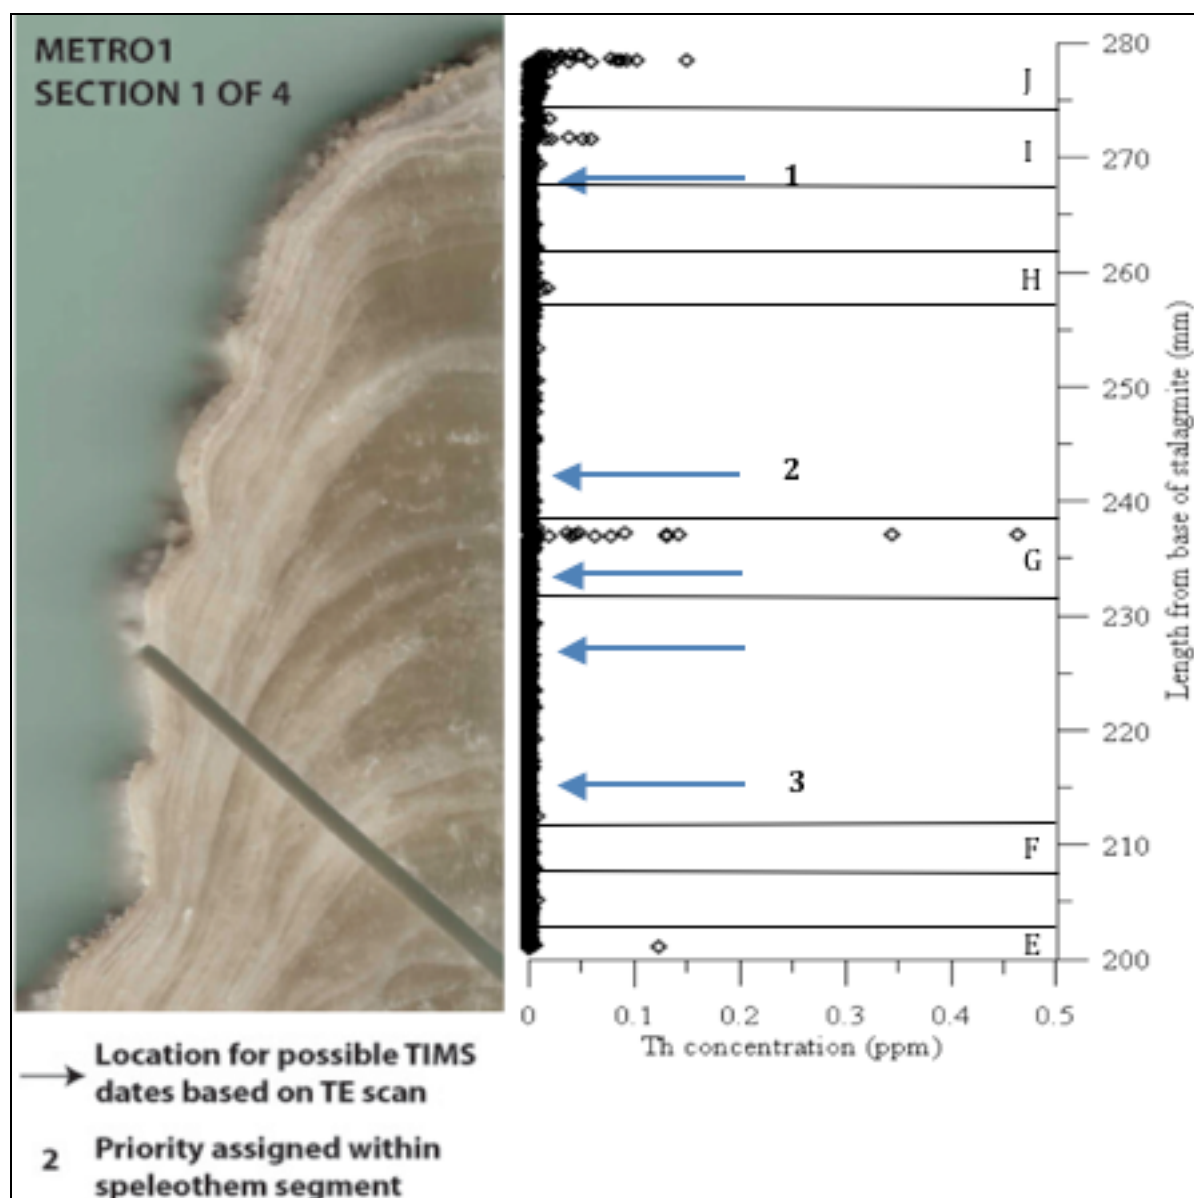 METRO1
SECTION 1 OF 4
280
J
I
270
1
H
260
250
2
240
G
230
220
3
F
210
E
200
0 0.1 0.2 0.3 0.4 0.5
Th concentration (ppm)
Length from base of stalagmite (mm)
Location for possible TIMS
dates based on TE scan
2 Priority assigned within
speleothem segment